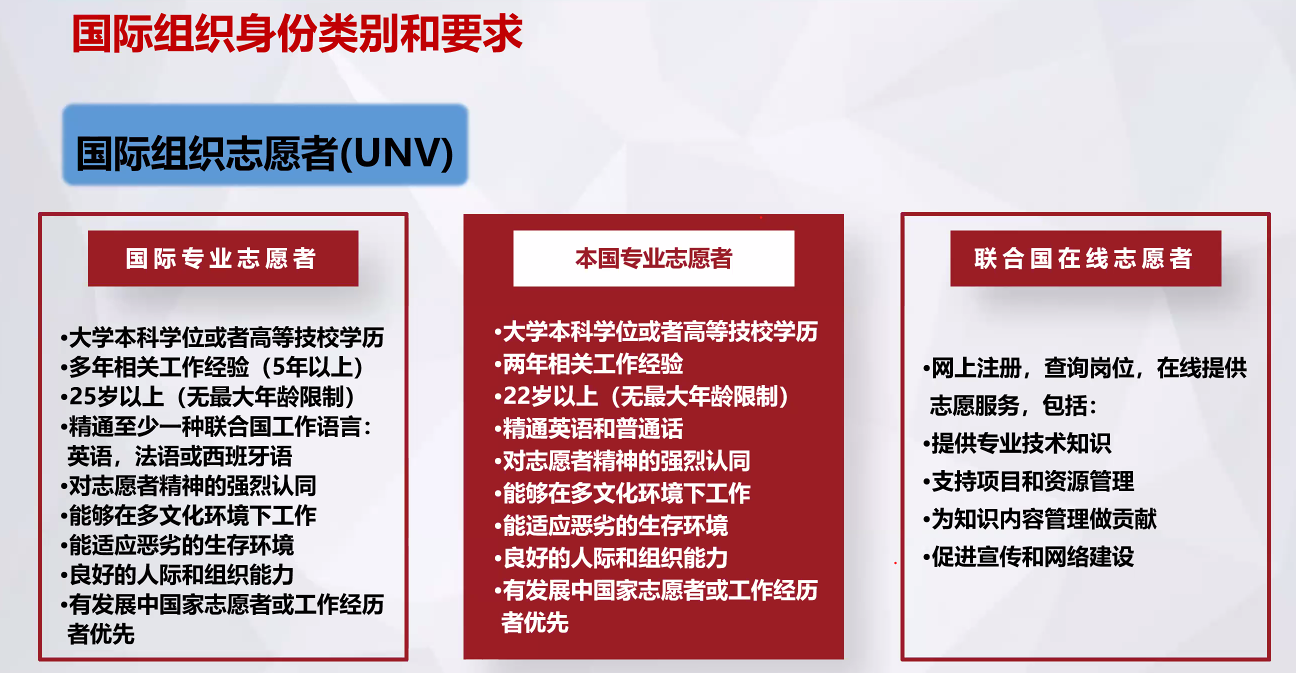 国际组织身份类别和要求
国际组织志愿者(UNV)
国际专业志愿者
•大学本科学位或者高等技校学历
•多年相关工作经验（5年以上）
•25岁以上（无最大年龄限制）
•精通至少一种联合国工作语言：
英语，法语或西班牙语
•对志愿者精神的强烈认同
•能够在多文化环境下工作
•能适应恶劣的生存环境
•良好的人际和组织能力
•有发展中国家志愿者或工作经历
者优先
本国专业志愿者
•大学本科学位或者高等技校学历
•两年相关工作经验
•22岁以上（无最大年龄限制）
•精通英语和普通话
•对志愿者精神的强烈认同
•能够在多文化环境下工作
•能适应恶劣的生存环境
•良好的人际和组织能力
•有发展中国家志愿者或工作经历
者优先
联合国在线志愿者
•网上注册，查询岗位，在线提供
志愿服务，包括：
•提供专业技术知识
•支持项目和资源管理
•为知识内容管理做贡献
•促进宣传和网络建设